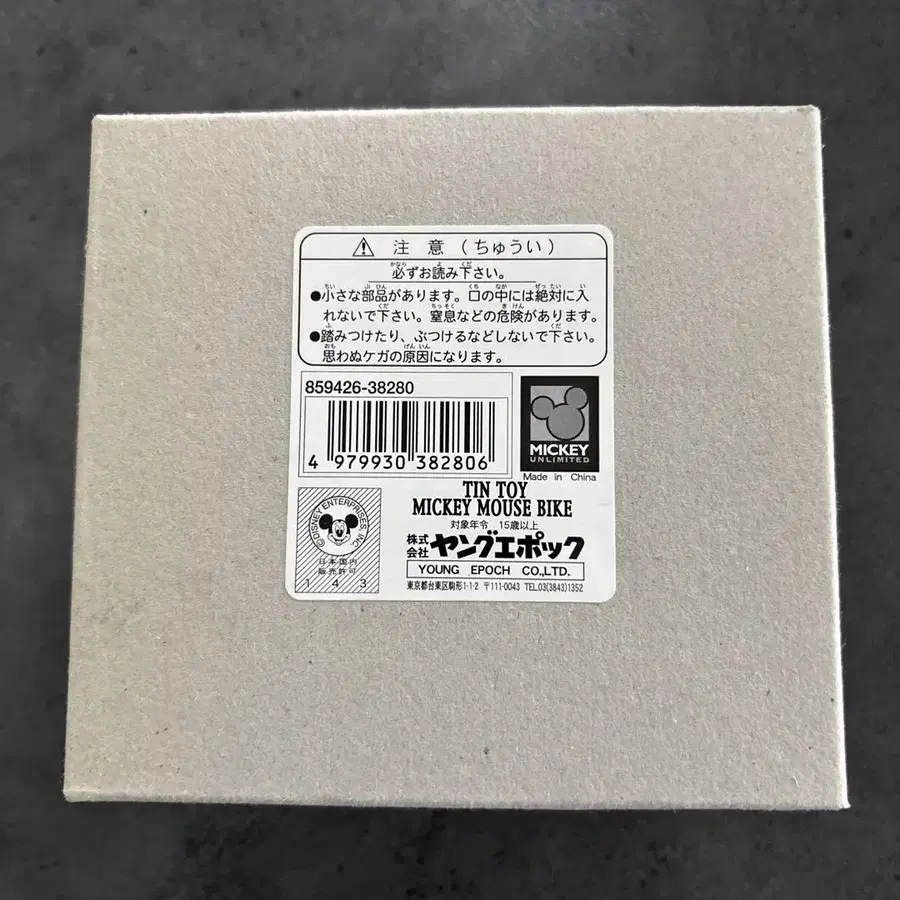 注意(ちゅうい)
必ずお読み下さい。
●小さな部品があります。口の中には絶対に入
れないで下さい。窒息などの危険があります。
●踏みつけたり、ぶつけるなどしないで下さい。
思わぬケガの原因になります。
859426-38280
4 979930 382806
MICKEY
UNLIMITED
Made in China
©DISNEY ENTERPRISES, INC.
日本国内
販売許可
143
TIN TOY
MICKEY MOUSE BIKE
対象年令 15歳以上
株式会社 ヤングエポック
YOUNG EPOCH CO.,LTD.
東京都台東区駒形1-1-2 〒111-0043 TEL.03(3843)1352